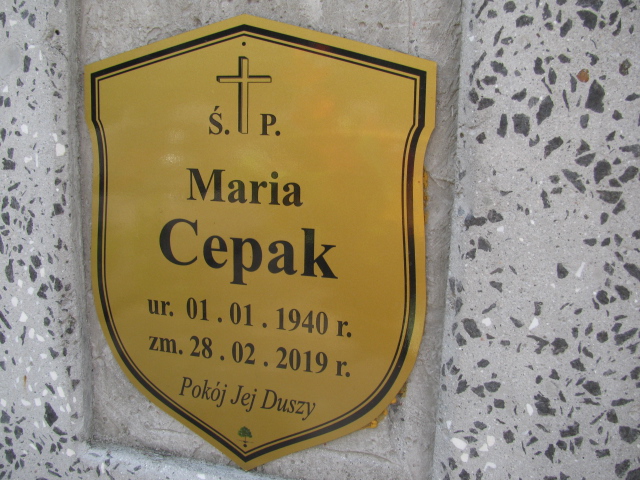 Ś. P.
Maria
Cepak
ur. 01.01.1940 r.
zm. 28.02.2019 r.
Pokój Jej Duszy